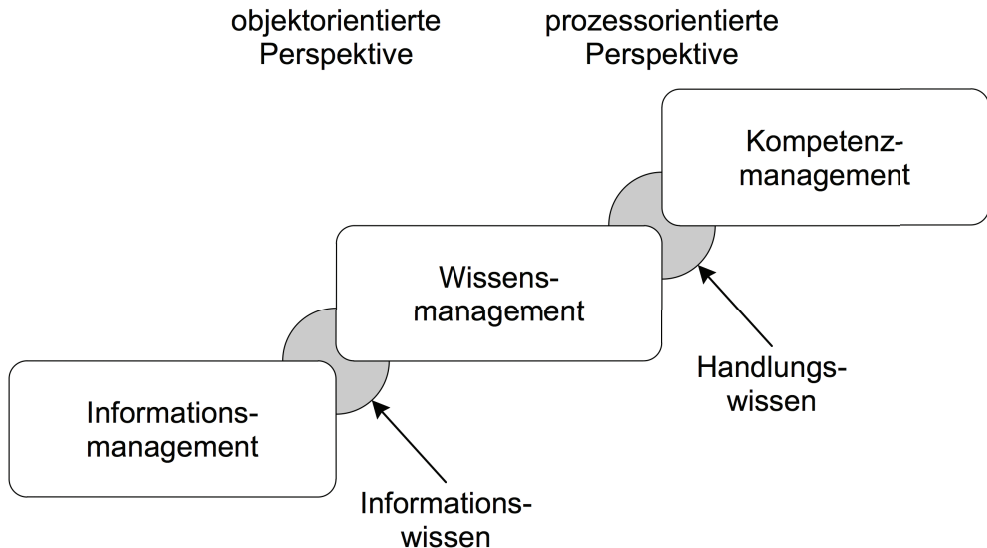 objektorientierte
Perspektive
prozessorientierte
Perspektive
Kompetenz-
management
Wissens-
management
Handlungs-
wissen
Informations-
management
Informations-
wissen